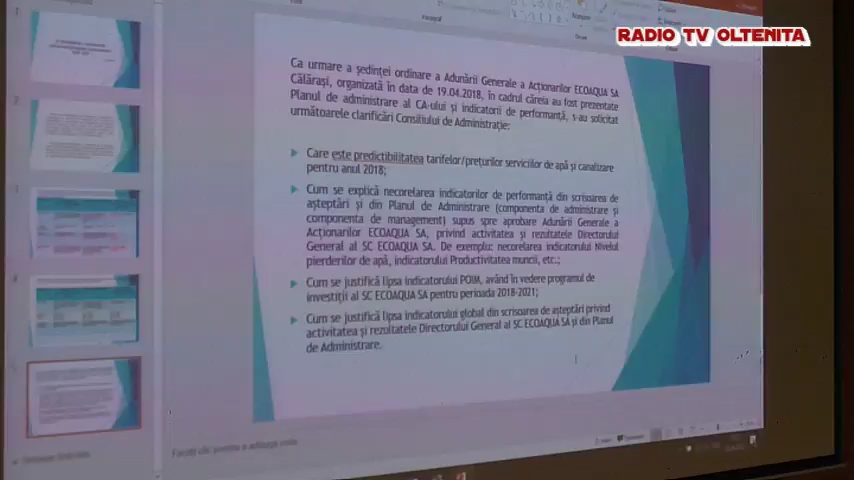 RADIO TV OLTENITA
Ca urmare a ședinței ordinare a Adunării Generale a Acționarilor ECOAQUA SA
Călărași, organizată în data de 19.04.2018, în cadrul căreia au fost prezentate
Planul de administrare al CA-ului și indicatorii de performanță, s-au solicitat
următoarele clarificări Consiliului de Administrație:
Care este predictibilitatea tarifelor/prețurilor serviciilor de apă și canalizare
pentru anul 2018;
Cum se explică necorelarea indicatorilor de performanță din scrisoarea de
așteptări și din Planul de Administrare (componenta de administrare și
componenta de management) supus spre aprobare Adunării Generale a
Acționarilor ECOAQUA SA, privind activitatea și rezultatele Directorului
General al SC ECOAQUA SA. De exemplu: necorelarea indicatorului Nivelul
pierderilor de apă, indicatorului Productivitatea muncii, etc.;
Cum se justifică lipsa indicatorului POIM, având în vedere programul de
investiții al SC ECOAQUA SA pentru perioada 2018-2021;
Cum se justifică lipsa indicatorului global din scrisoarea de așteptări privind
activitatea și rezultatele Directorului General al SC ECOAQUA SA și din Planul
de Administrare.